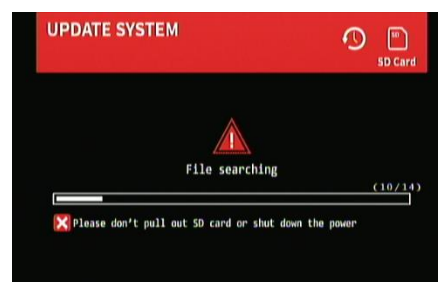 UPDATE SYSTEM
SD
SD Card
File searching
(10/14)
Please don't pull out SD card or shut down the power